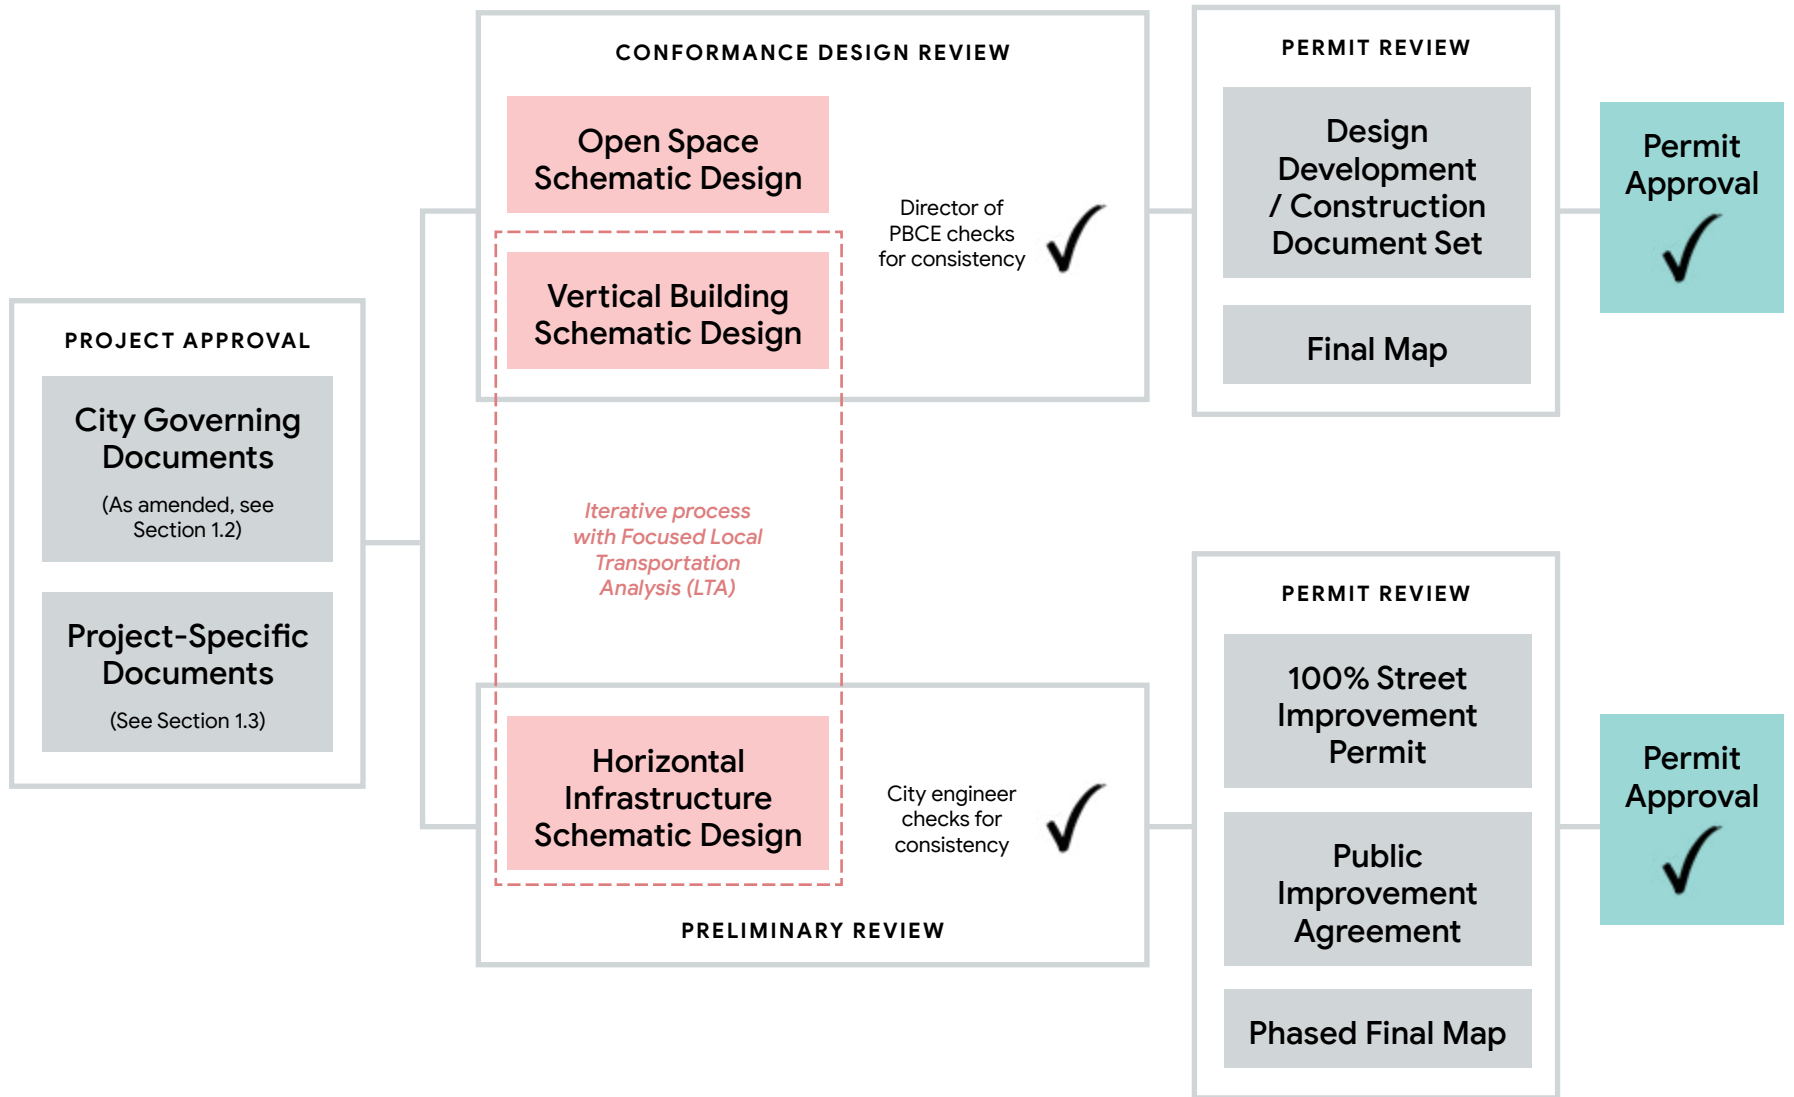 PROJECT APPROVAL
City Governing
Documents
(As amended, see
Section 1.2)
Project-Specific
Documents
(See Section 1.3)
CONFORMANCE DESIGN REVIEW
Open Space
Schematic Design
Vertical Building
Schematic Design
Director of
PBCE checks
for consistency
Iterative process
with Focused Local
Transportation
Analysis (LTA)
Horizontal
Infrastructure
Schematic Design
City engineer
checks for
consistency
PRELIMINARY REVIEW
PERMIT REVIEW
Design
Development
/ Construction
Document Set
Final Map
Permit
Approval
PERMIT REVIEW
100% Street
Improvement
Permit
Public
Improvement
Agreement
Phased Final Map
Permit
Approval